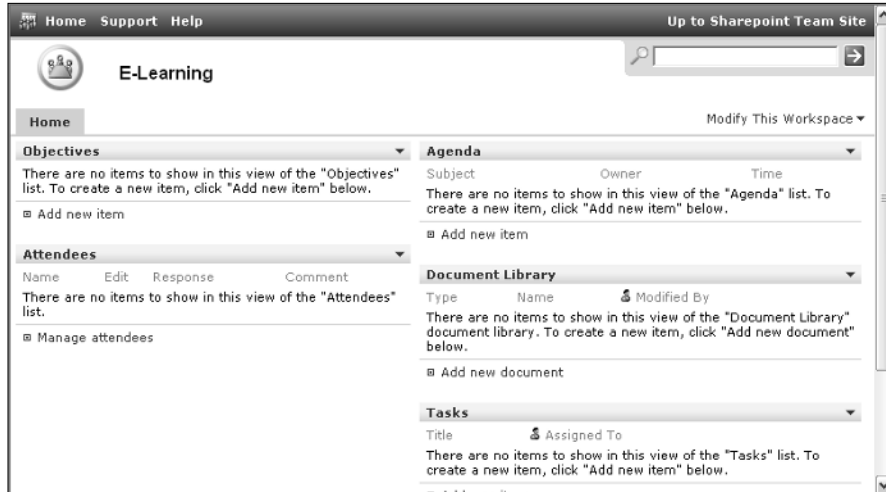 Home Support Help
Up to Sharepoint Team Site
E-Learning
Home
Modify This Workspace
Objectives
There are no items to show in this view of the "Objectives"
list. To create a new item, click "Add new item" below.
Add new item
Attendees
Name Edit Response Comment
There are no items to show in this view of the "Attendees"
list.
Manage attendees
Agenda
Subject Owner Time
There are no items to show in this view of the "Agenda" list. To
create a new item, click "Add new item" below.
Add new item
Document Library
Type Name Modified By
There are no items to show in this view of the "Document Library"
document library. To create a new item, click "Add new document"
below.
Add new document
Tasks
Title Assigned To
There are no items to show in this view of the "Tasks" list. To
create a new item, click "Add new item" below.